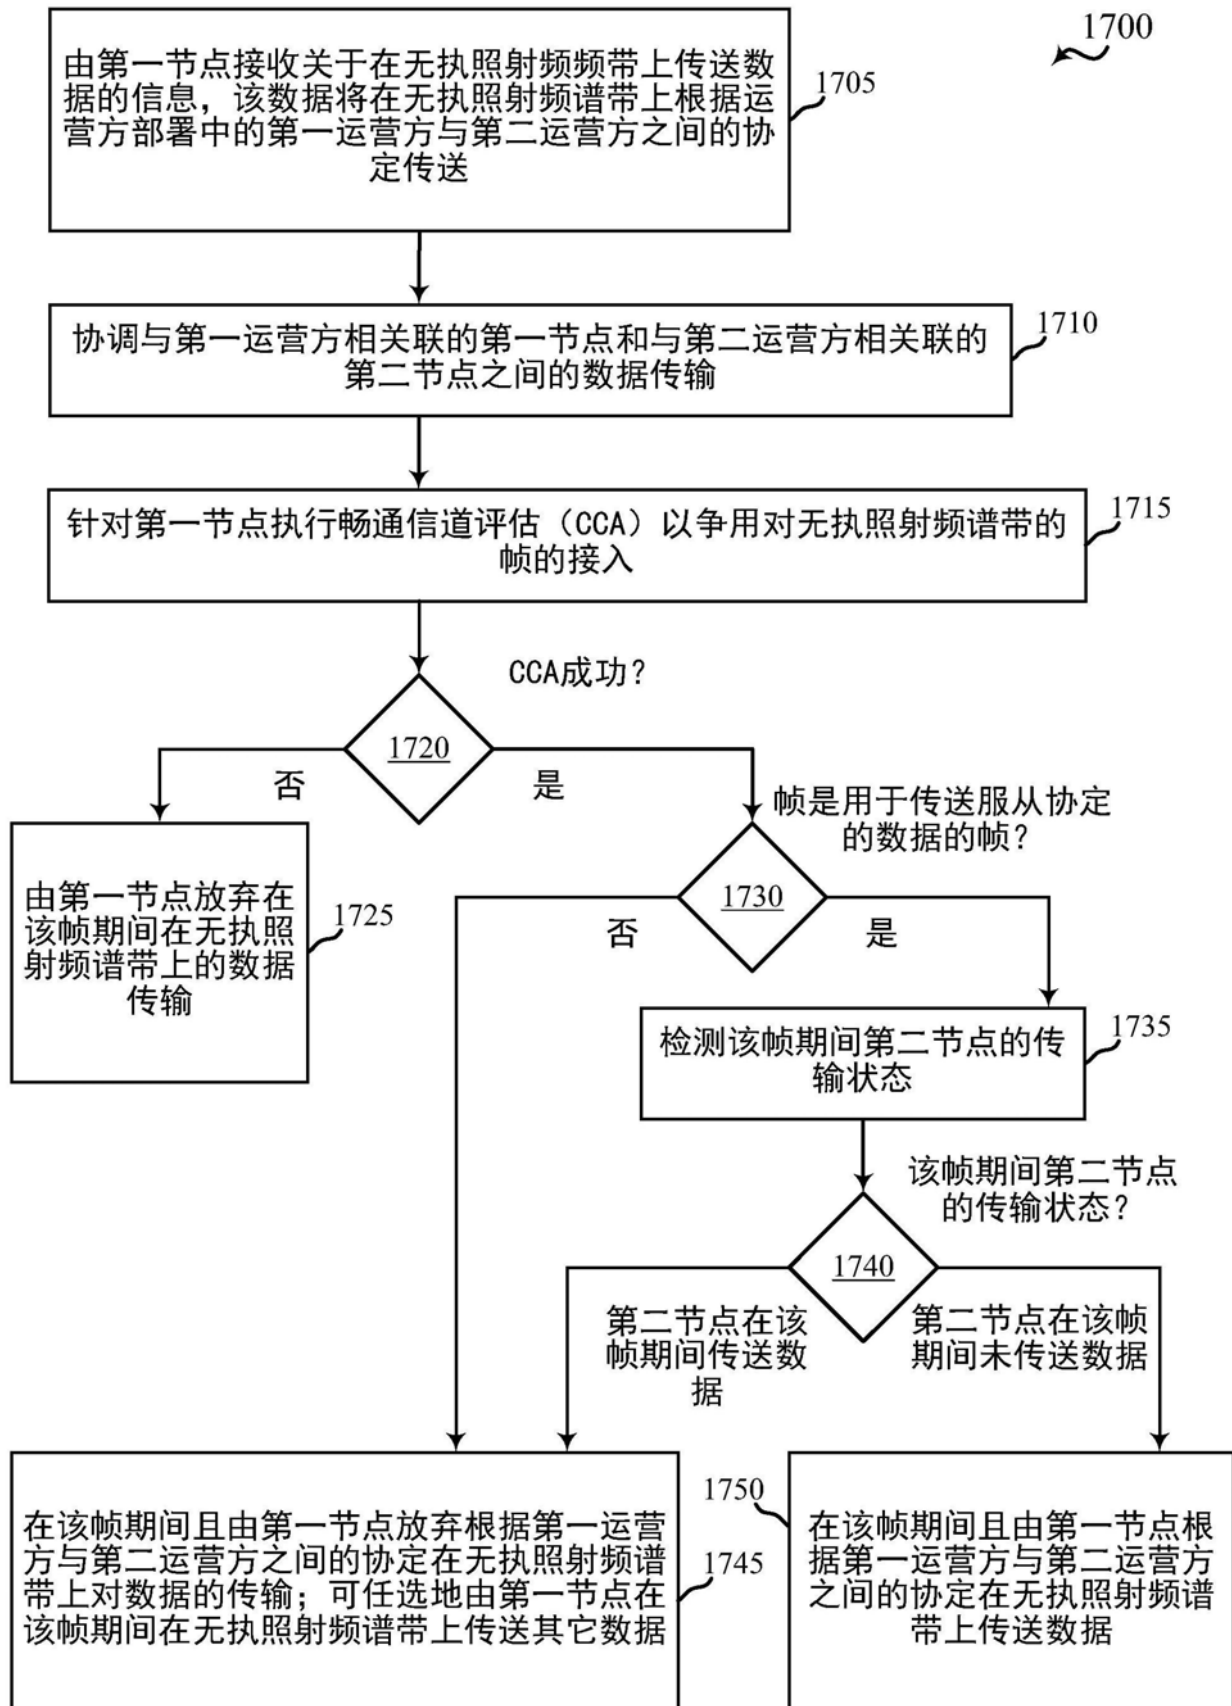 1700
由第一节点接收关于在无执照射频频带上传送数
据的信息，该数据将在无执照射频谱带上根据运
营方部署中的第一运营方与第二运营方之间的协
定传送
1705
协调与第一运营方相关联的第一节点和与第二运营方相关联的
第二节点之间的数据传输
1710
针对第一节点执行畅通信道评估（CCA）以争用对无执照射频谱带的
帧的接入
1715
CCA成功？
1720
否
是
由第一节点放弃在
该帧期间在无执照
射频谱带上的数据
传输
1725
帧是用于传送服从协定
的数据的帧？
1730
否
是
检测该帧期间第二节点的传
输状态
1735
该帧期间第二节点
的传输状态？
1740
第二节点在该
帧期间传送数
据
第二节点在该帧
期间未传送数据
在该帧期间且由第一节点放弃根据第一运营
方与第二运营方之间的协定在无执照射频谱
带上对数据的传输；可任选地由第一节点在
该帧期间在无执照射频谱带上传送其它数据
1745
1750
在该帧期间且由第一节点根
据第一运营方与第二运营方
之间的协定在无执照射频谱
带上传送数据